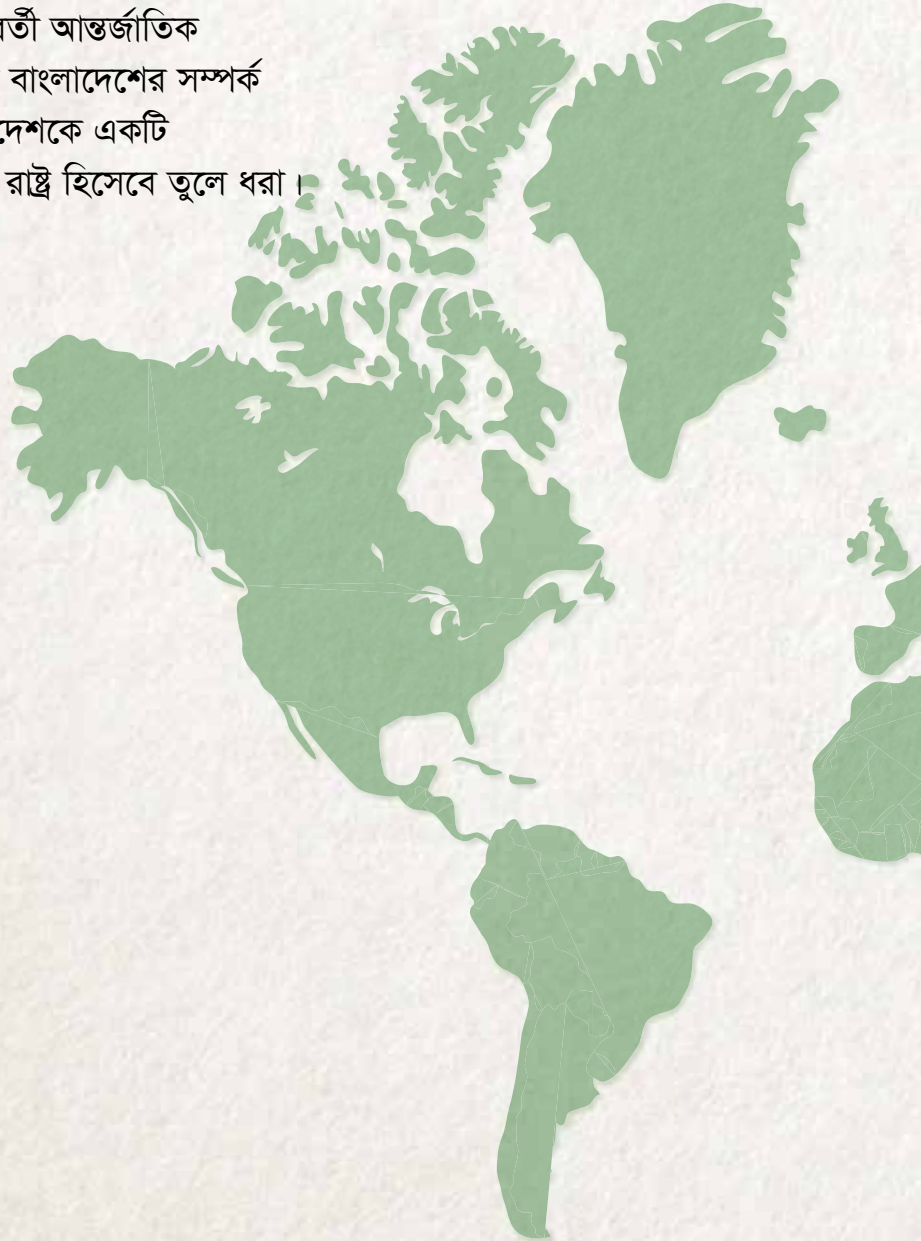 র্তী আন্তর্জাতিক
বাংলাদেশের সম্পর্ক
দেশকে একটি
রাষ্ট্র হিসেবে তুলে ধরা।